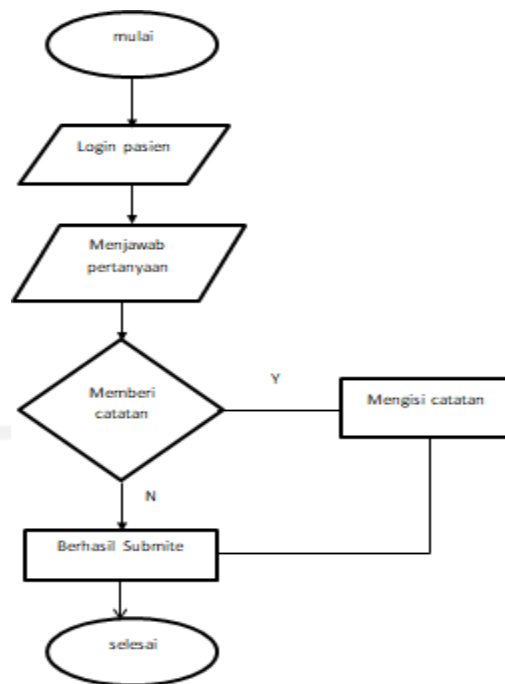 mulai
Login pasien
Menjawab
pertanyaan
Memberi
catatan
Y
Mengisi catatan
N
Berhasil Submite
selesai